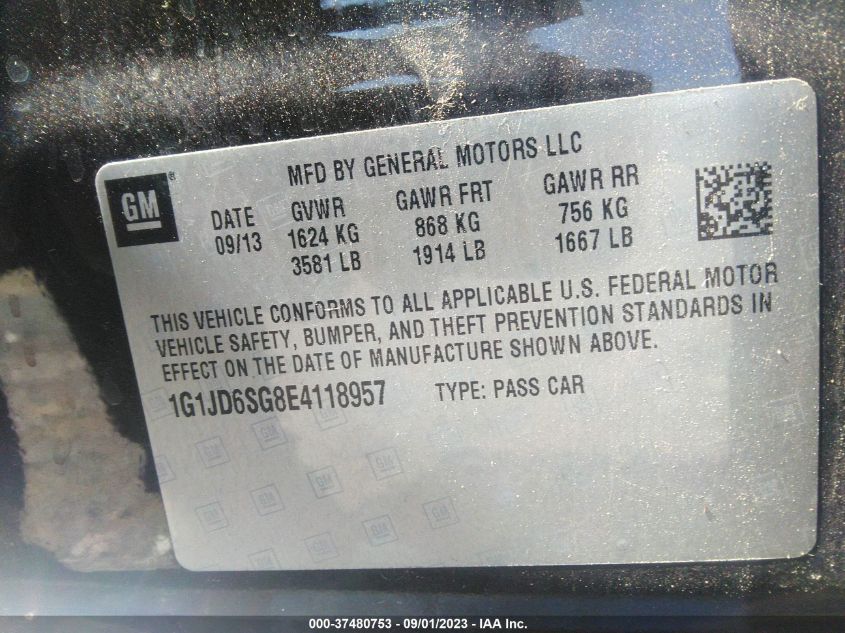 MFD BY GENERAL MOTORS LLC
GM®
DATE GVWR GAWR FRT GAWR RR
09/13 1624 KG 868 KG 756 KG
3581 LB 1914 LB 1667 LB
THIS VEHICLE CONFORMS TO ALL APPLICABLE U.S. FEDERAL MOTOR
VEHICLE SAFETY, BUMPER, AND THEFT PREVENTION STANDARDS IN
EFFECT ON THE DATE OF MANUFACTURE SHOWN ABOVE.
1G1JD6SG8E4118957 TYPE: PASS CAR
000-37480753 - 09/01/2023 - IAA Inc.